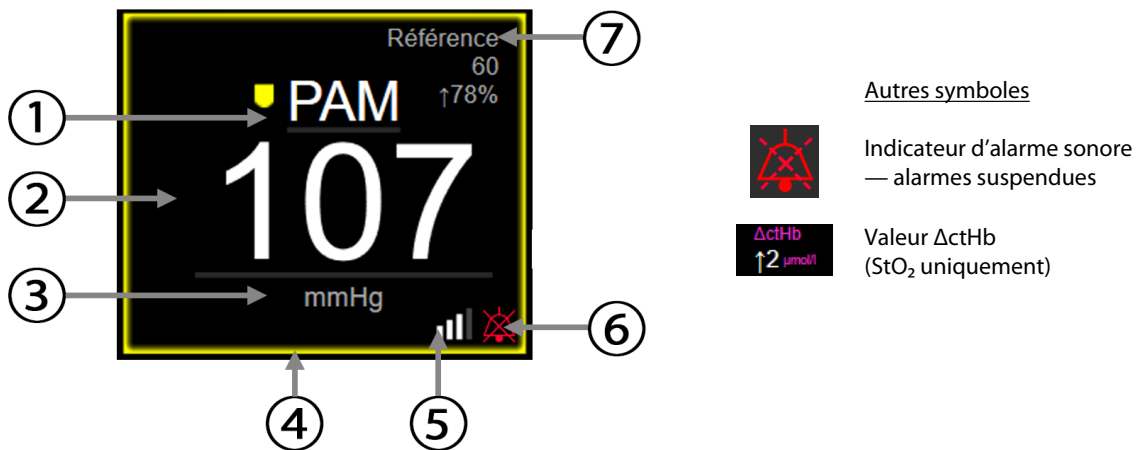 Référence
60
↑78%
PAM
107
mmHg
1
2
3
4
5
6
7
Autres symboles
Indicateur d'alarme sonore
— alarmes suspendues
ΔctHb
↑2 µmol/l
Valeur ΔctHb
(StO₂ uniquement)